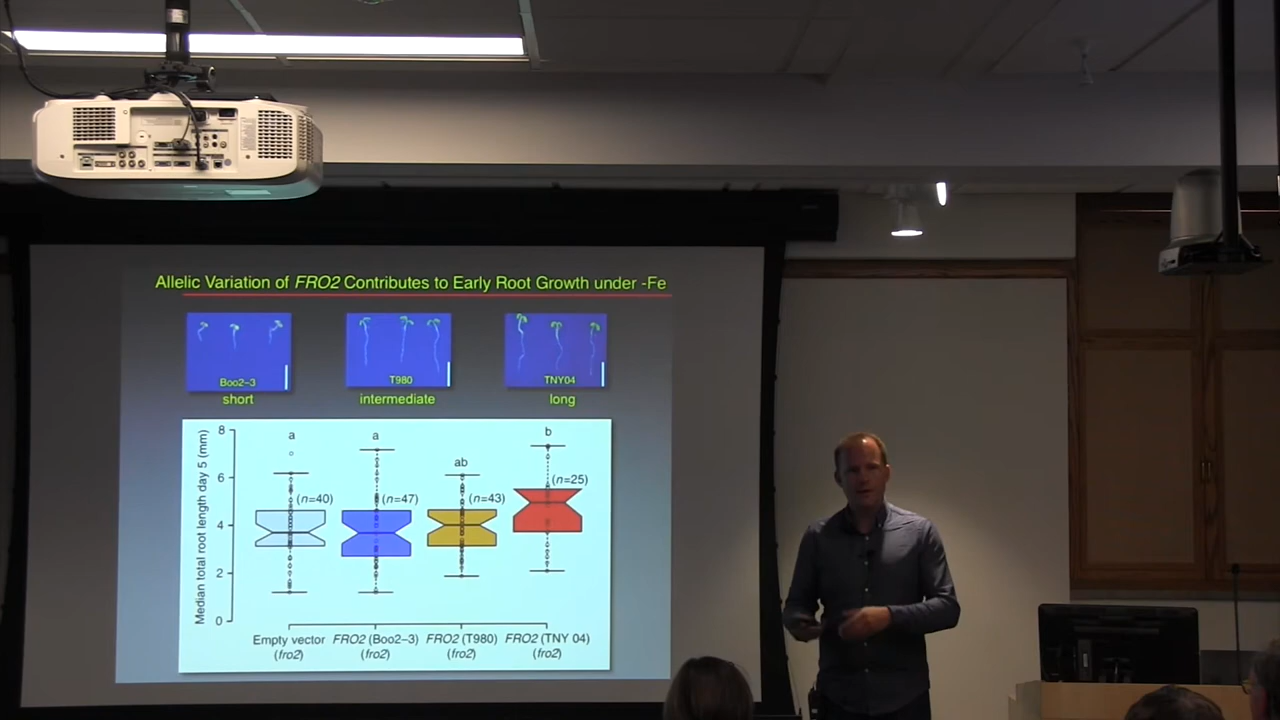 Allelic Variation of FRO2 Contributes to Early Root Growth under -Fe
Boo2–3
T980
TNY04
short
intermediate
long
Median total root length day 5 (mm)
8
6
4
2
0
a
a
ab
b
(n=40)
(n=47)
(n=43)
(n=25)
Empty vector
(fro2)
FRO2 (Boo2–3)
(fro2)
FRO2 (T980)
(fro2)
FRO2 (TNY 04)
(fro2)